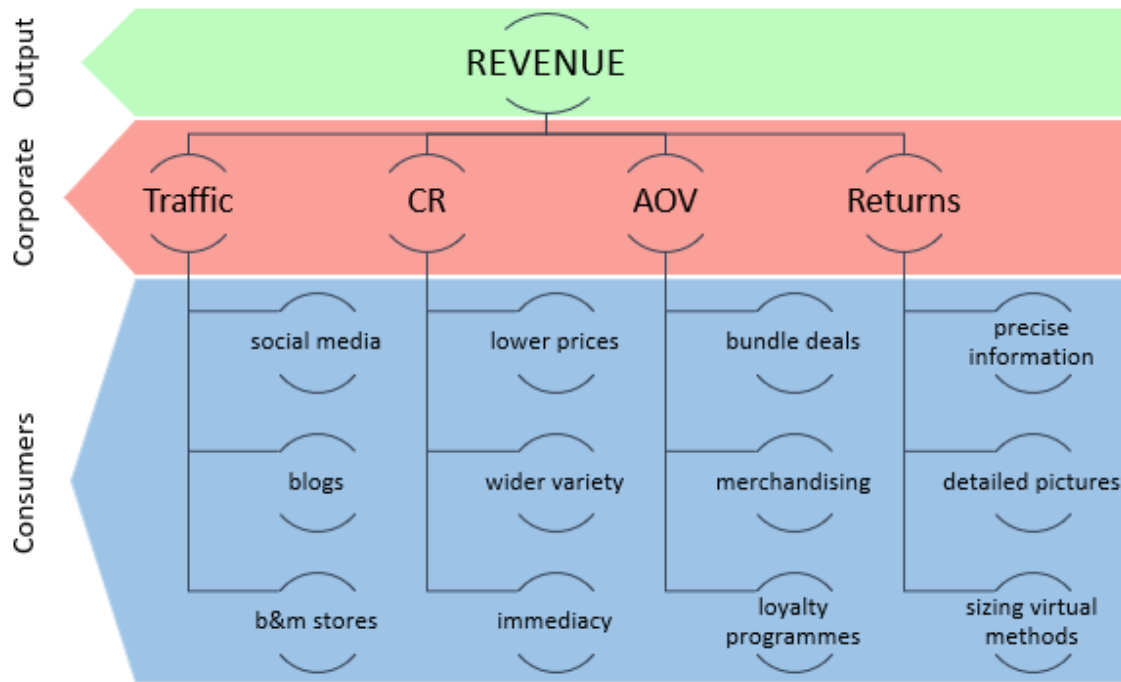 Output
REVENUE
Corporate
Traffic
CR
AOV
Returns
Consumers
social media
lower prices
bundle deals
precise
information
blogs
wider variety
merchandising
detailed pictures
b&m stores
immediacy
loyalty
programmes
sizing virtual
methods